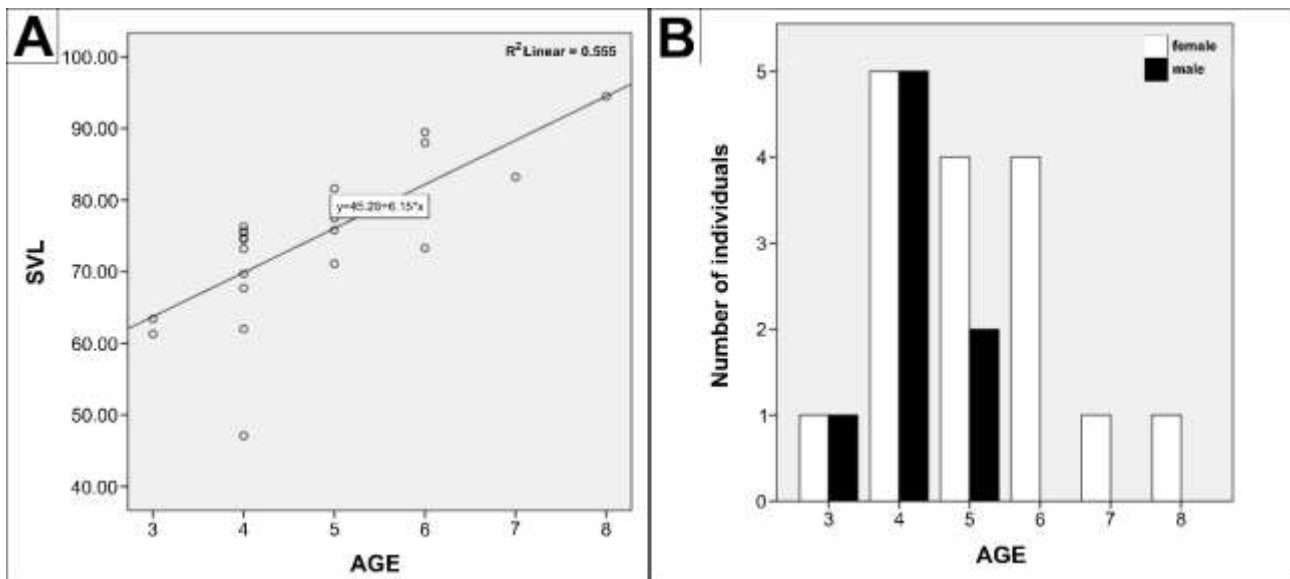 A
R² Linear = 0.555
100.00
90.00
80.00
70.00
60.00
50.00
40.00
SVL
3 4 5 6 7 8
AGE
B
female
male
5
4
3
2
1
0
Number of individuals
3 4 5 6 7 8
AGE